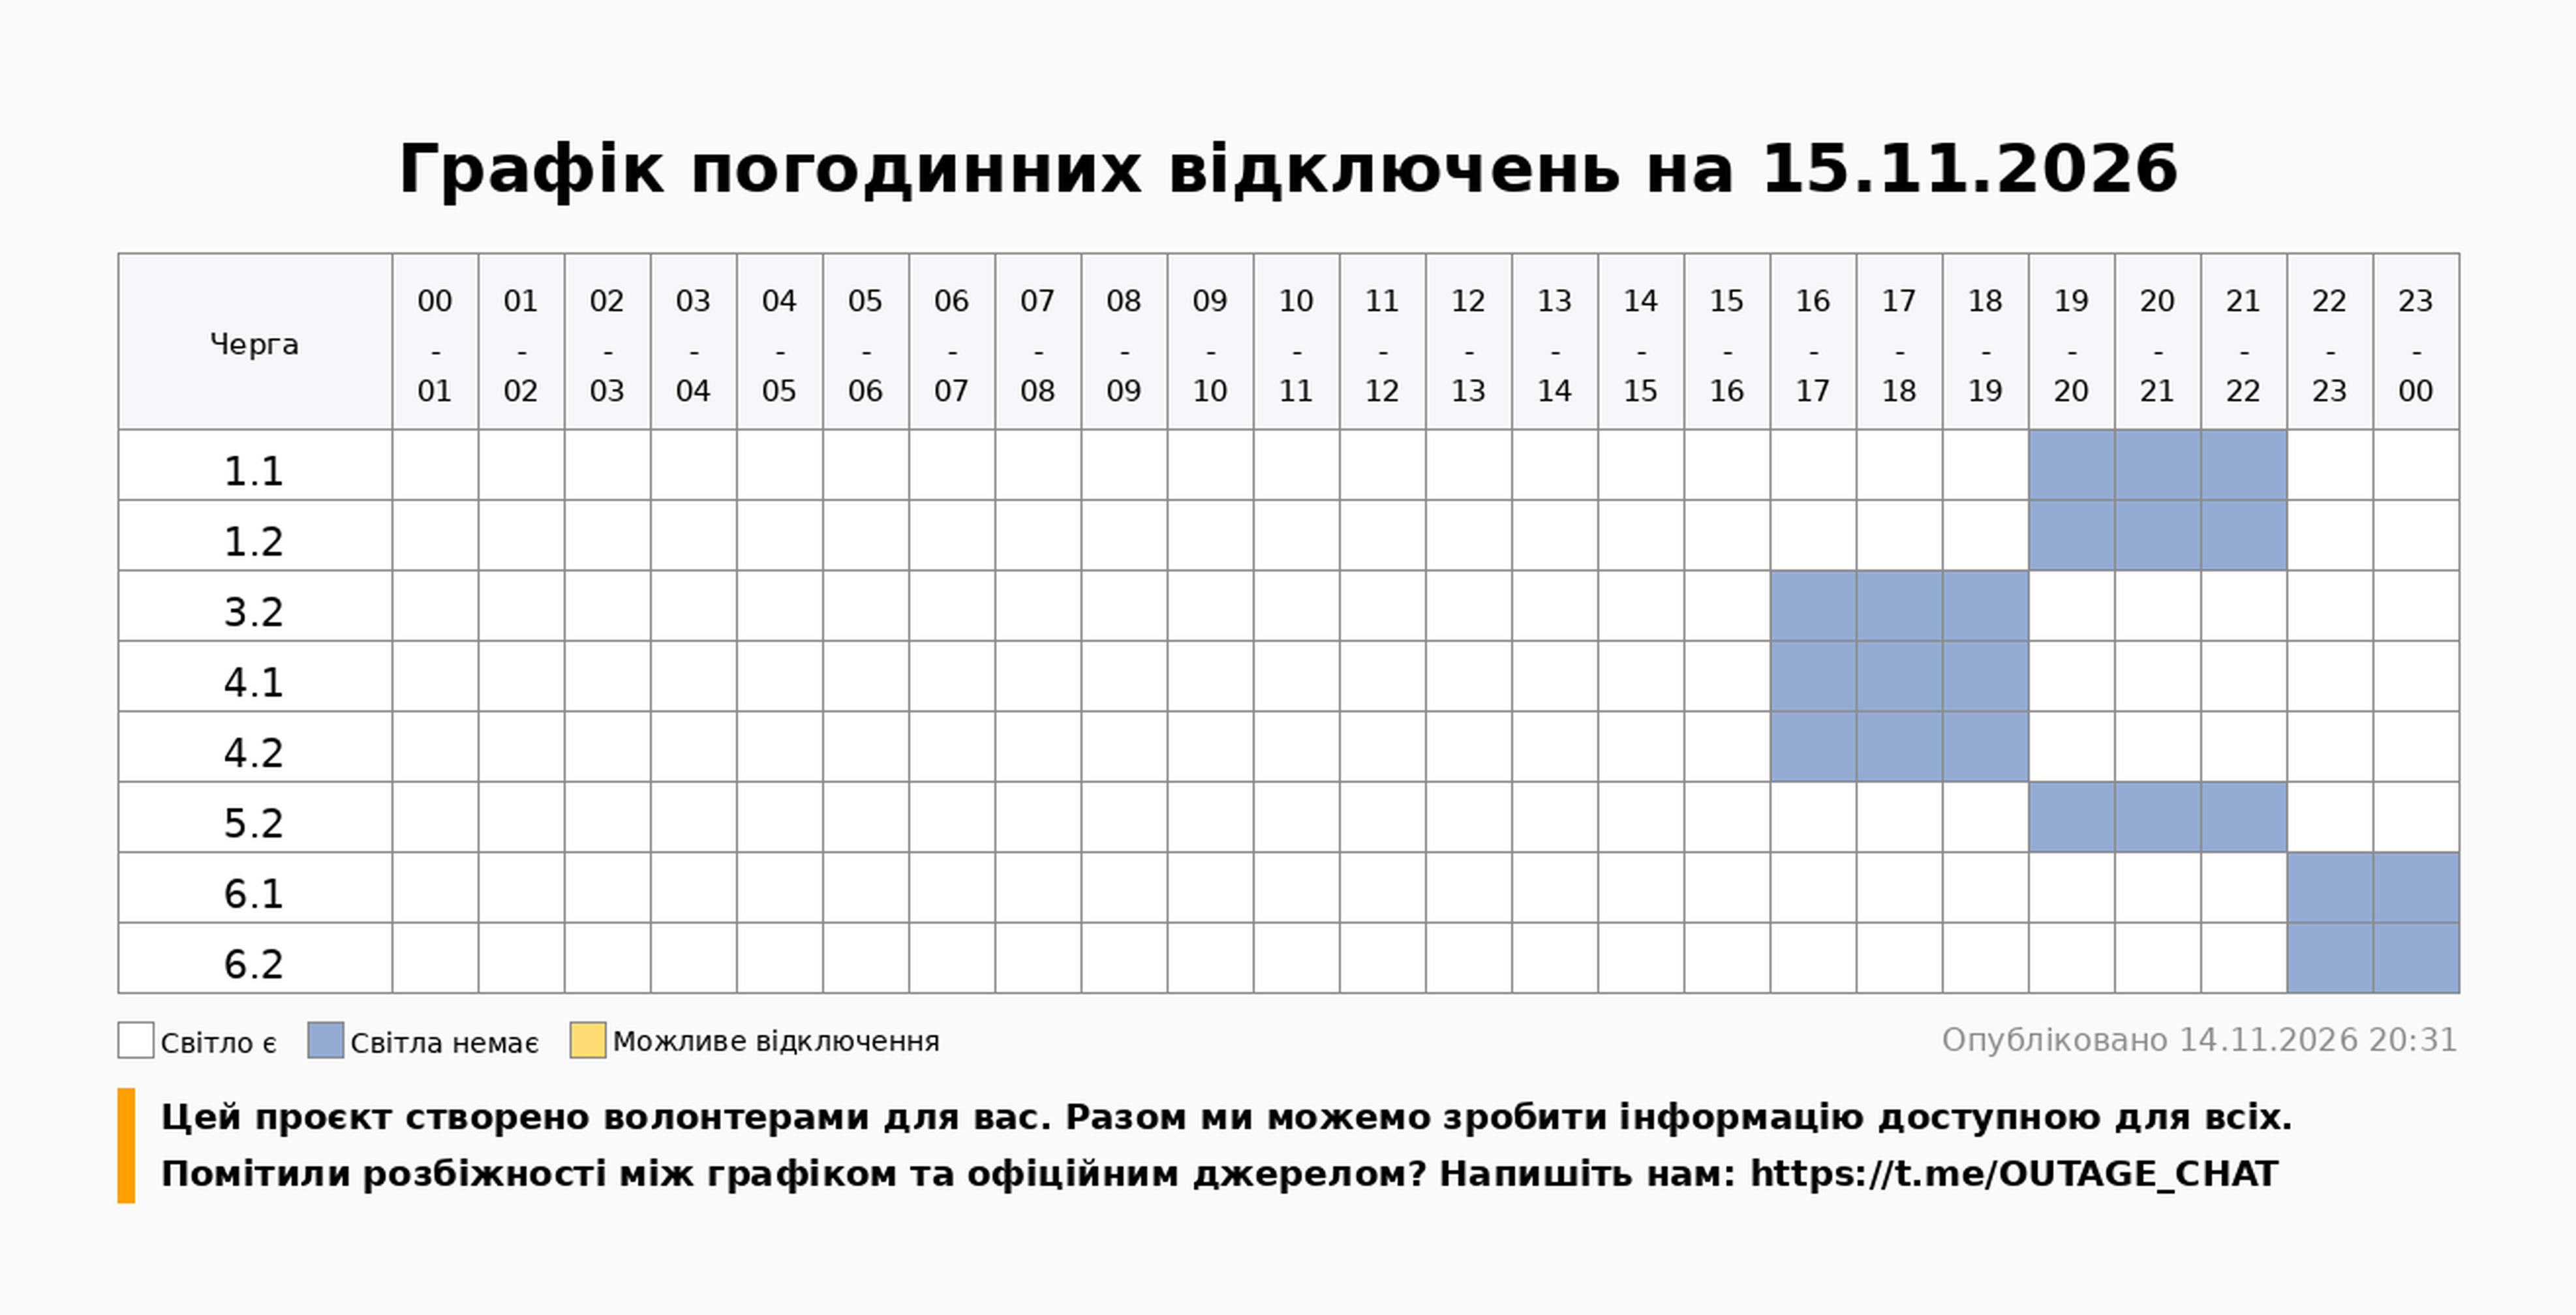 Графік погодинних відключень на 15.11.2026
Черга 00 - 01 01 - 02 02 - 03 03 - 04 04 - 05 05 - 06 06 - 07 07 - 08 08 - 09 09 - 10 10 - 11 11 - 12 12 - 13 13 - 14 14 - 15 15 - 16 16 - 17 17 - 18 18 - 19 19 - 20 20 - 21 21 - 22 22 - 23 23 - 00
1.1
1.2
3.2
4.1
4.2
5.2
6.1
6.2
Світло є Світла немає Можливе відключення Опубліковано 14.11.2026 20:31
Цей проєкт створено волонтерами для вас. Разом ми можемо зробити інформацію доступною для всіх.
Помітили розбіжності між графіком та офіційним джерелом? Напишіть нам: https://t.me/OUTAGE_CHAT